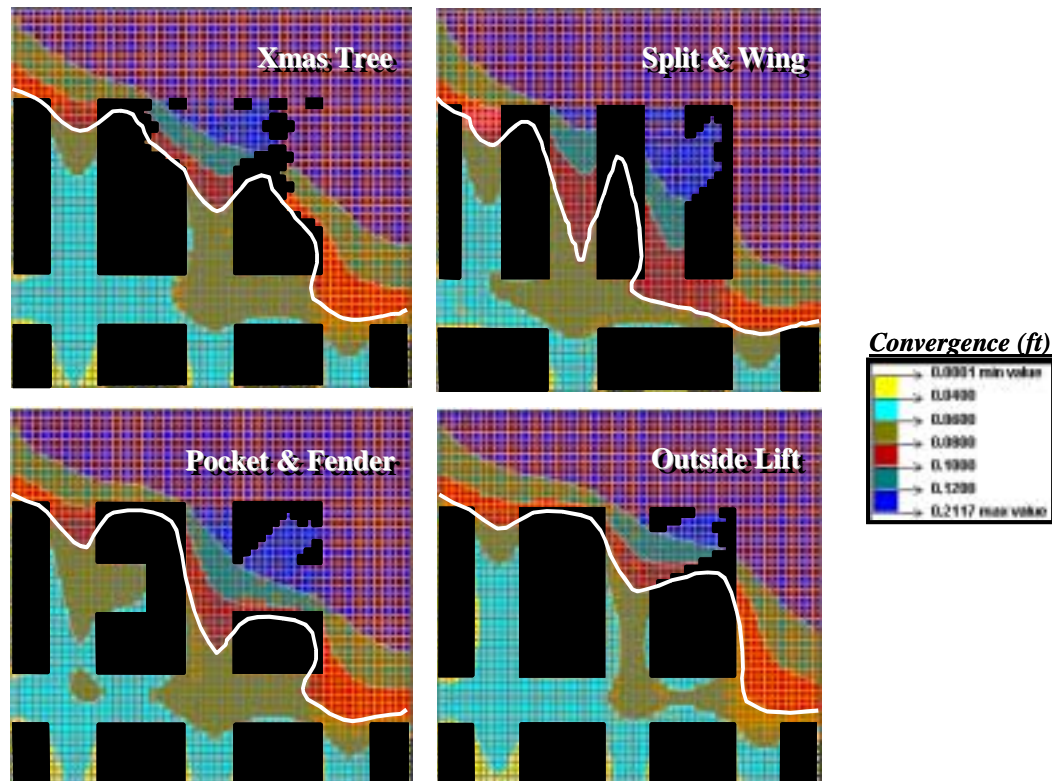 Xmas Tree
Split & Wing
Pocket & Fender
Outside Lift
Convergence (ft)
0.0001 min value
0.0400
0.0600
0.0800
0.1000
0.1200
0.2117 max value